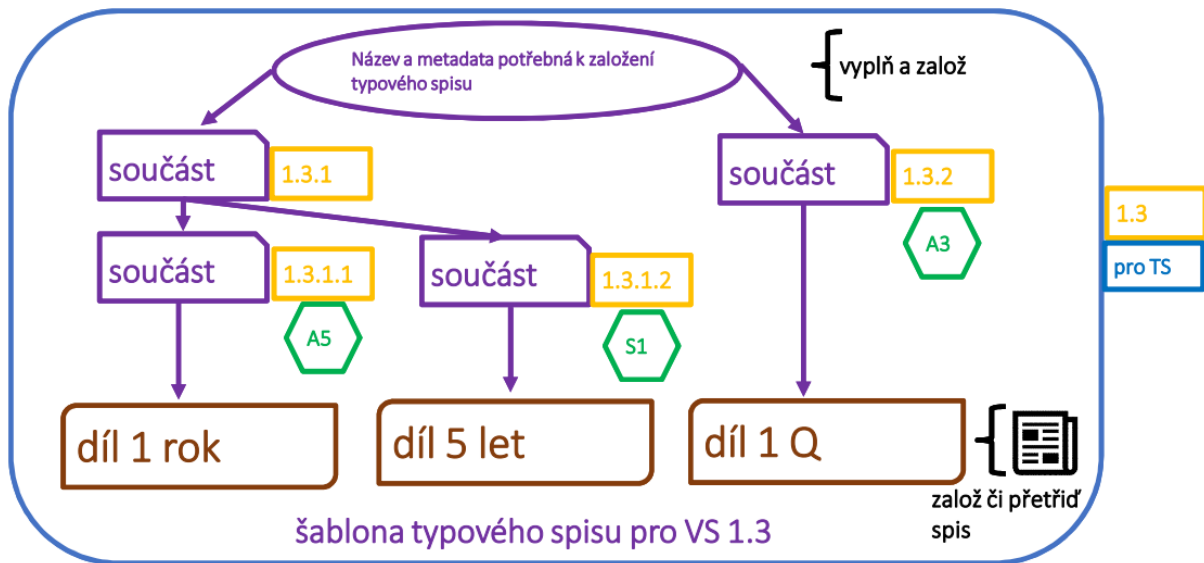 Název a metadata potřebná k založení
typového spisu
vyplň a založ
součást
1.3.1
součást
1.3.2
A3
1.3
pro TS
součást
1.3.1.1
A5
součást
1.3.1.2
S1
díl 1 rok
díl 5 let
díl 1 Q
založ či přetřiď
spis
šablona typového spisu pro VS 1.3